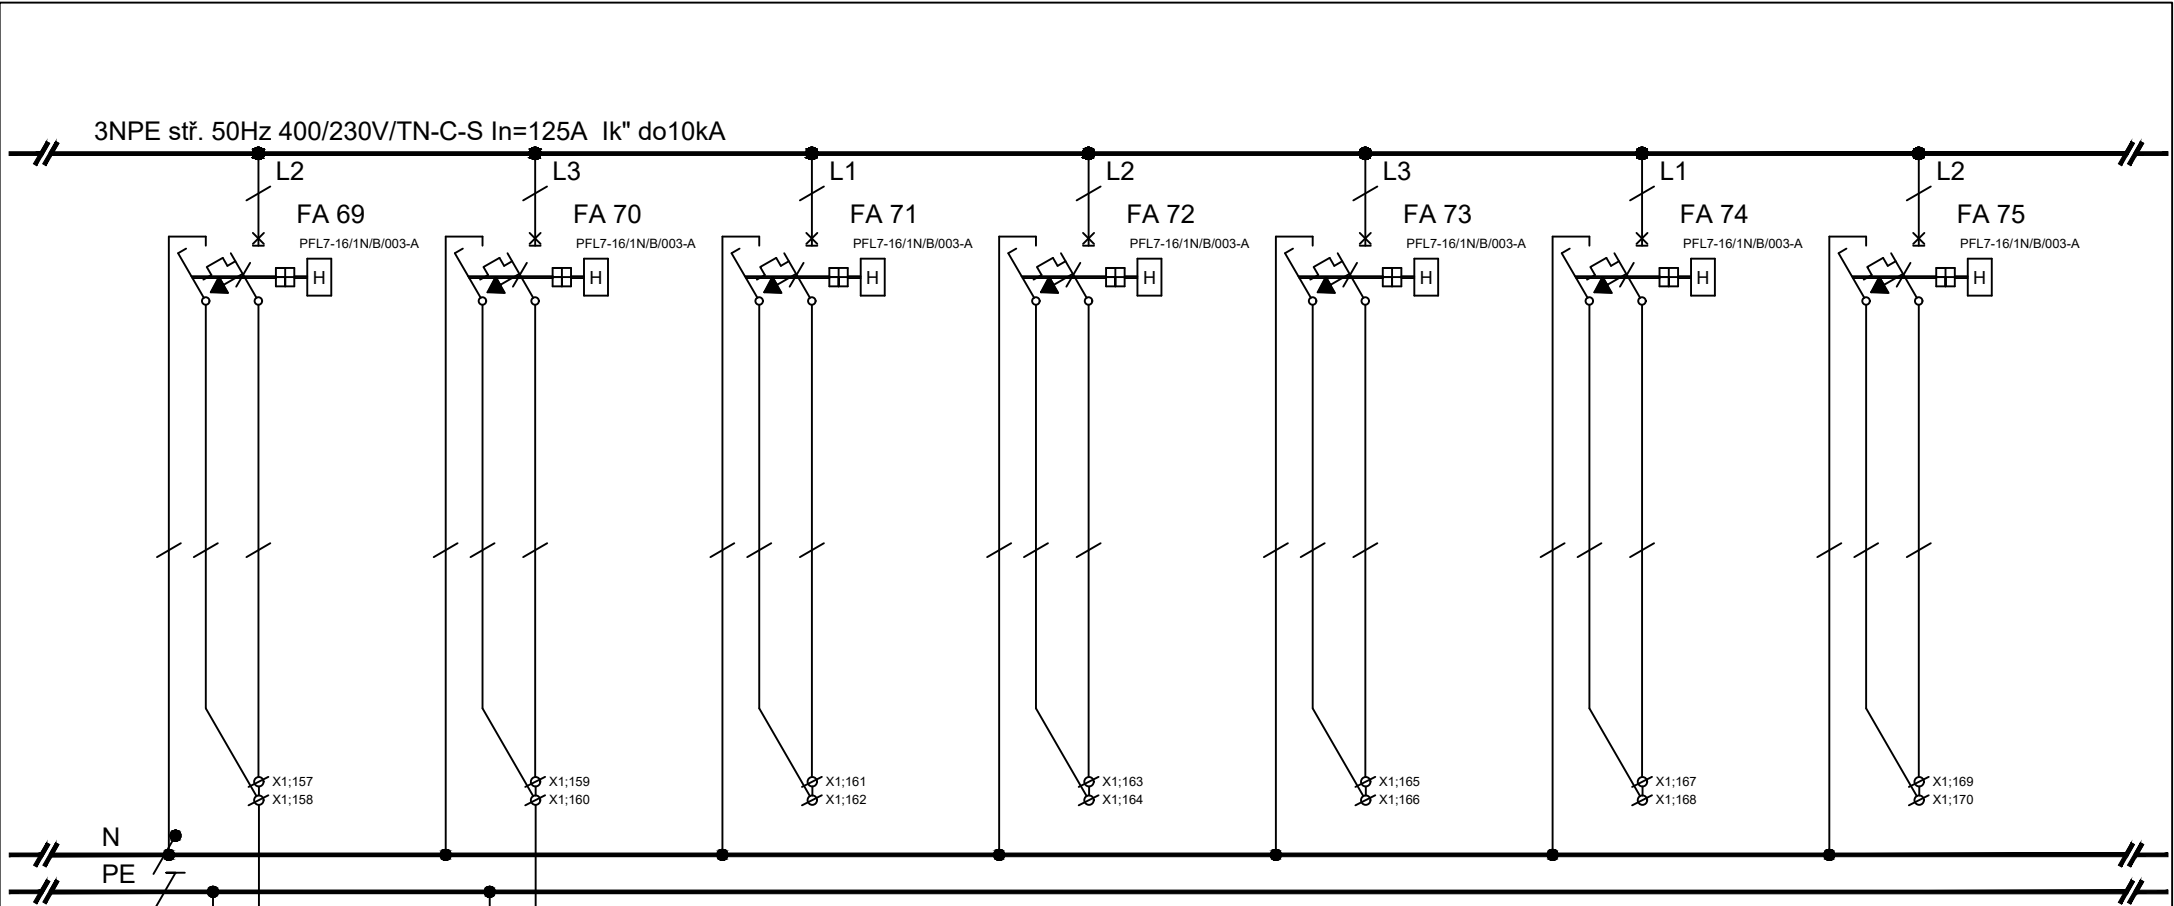 3NPE stř. 50Hz 400/230V/TN-C-S In=125A Ik" do10kA
L2 L3 L1 L2 L3 L1 L2
FA 69 FA 70 FA 71 FA 72 FA 73 FA 74 FA 75
PFL7-16/1N/B/003-A PFL7-16/1N/B/003-A PFL7-16/1N/B/003-A PFL7-16/1N/B/003-A PFL7-16/1N/B/003-A PFL7-16/1N/B/003-A PFL7-16/1N/B/003-A
H H H H H H H
X1;157 X1;159 X1;161 X1;163 X1;165 X1;167 X1;169
X1;158 X1;160 X1;162 X1;164 X1;166 X1;168 X1;170
N
PE